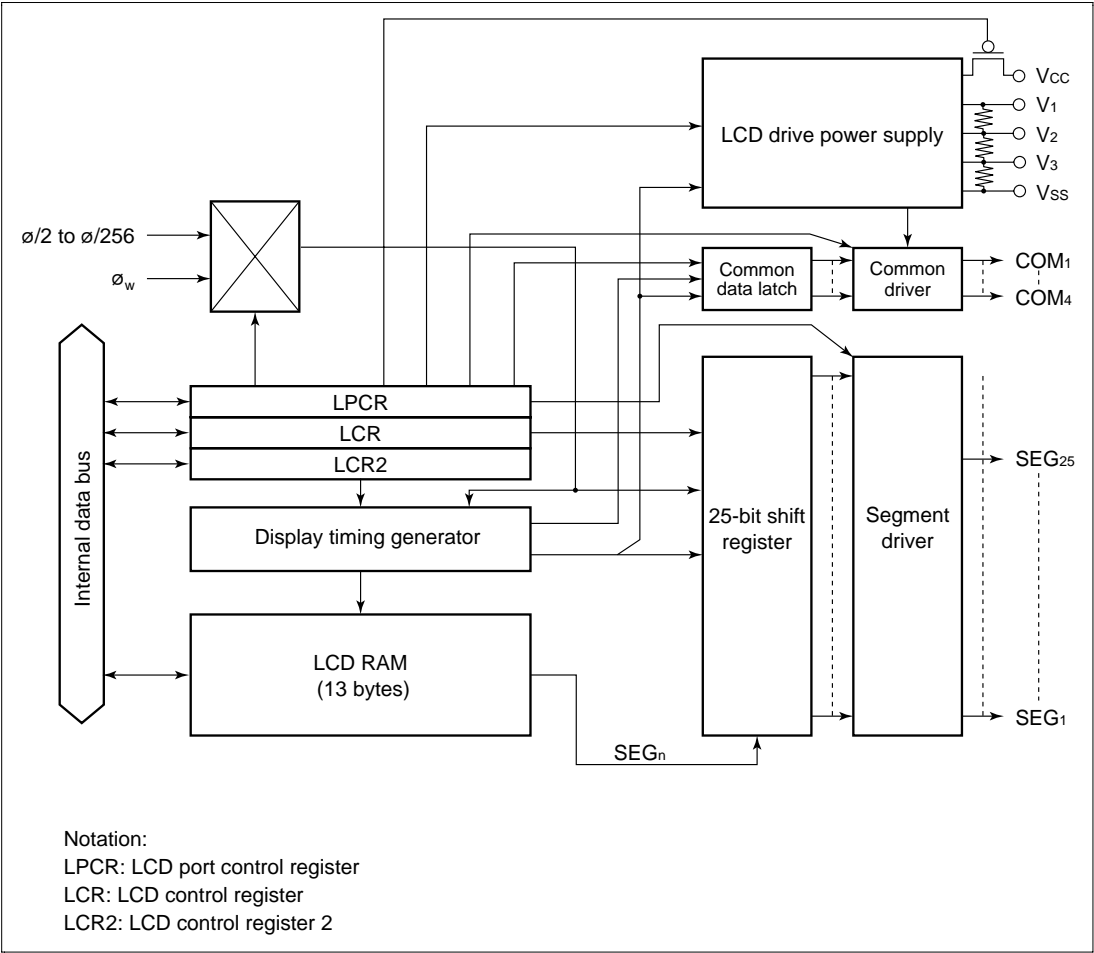 VCC
V1
LCD drive power supply
V2
V3
VSS
ø/2 to ø/256
øw
Common
data latch
Common
driver
COM1
COM4
Internal data bus
LPCR
LCR
LCR2
Display timing generator
LCD RAM
(13 bytes)
25-bit shift
register
Segment
driver
SEG25
SEG1
SEGn
Notation:
LPCR: LCD port control register
LCR: LCD control register
LCR2: LCD control register 2